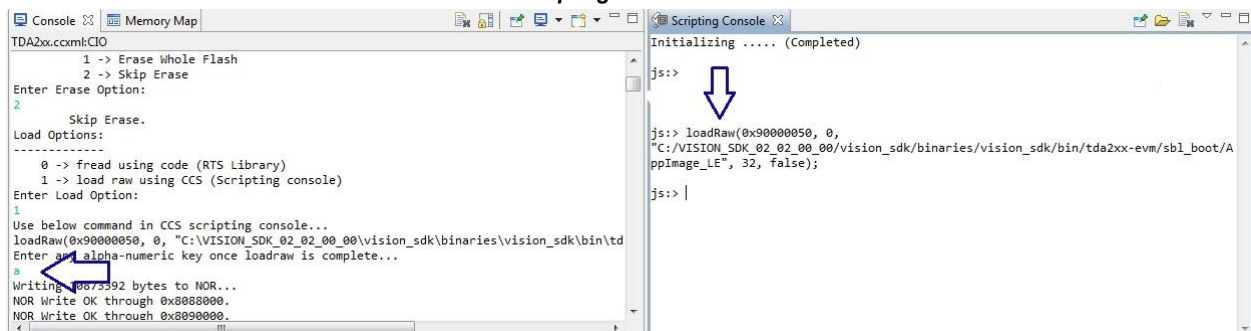 Console
Memory Map
TDA2xx.ccxml:CIO
1 -> Erase Whole Flash
2 -> Skip Erase
Enter Erase Option:
2
Skip Erase.
Load Options:
-------------
0 -> fread using code (RTS Library)
1 -> load raw using CCS (Scripting console)
Enter Load Option:
1
Use below command in CCS scripting console...
loadRaw(0x90000050, 0, "C:\VISION_SDK_02_02_00_00\vision_sdk\binaries\vision_sdk\bin\td
Enter any alpha-numeric key once loadraw is complete...
a
Writing 10873392 bytes to NOR...
NOR Write OK through 0x8088000.
NOR Write OK through 0x8090000.
Scripting Console
Initializing ..... (Completed)
js:>
js:> loadRaw(0x90000050, 0,
"C:/VISION_SDK_02_02_00_00/vision_sdk/binaries/vision_sdk/bin/tda2xx-evm/sbl_boot/A
ppImage_LE", 32, false);
js:>